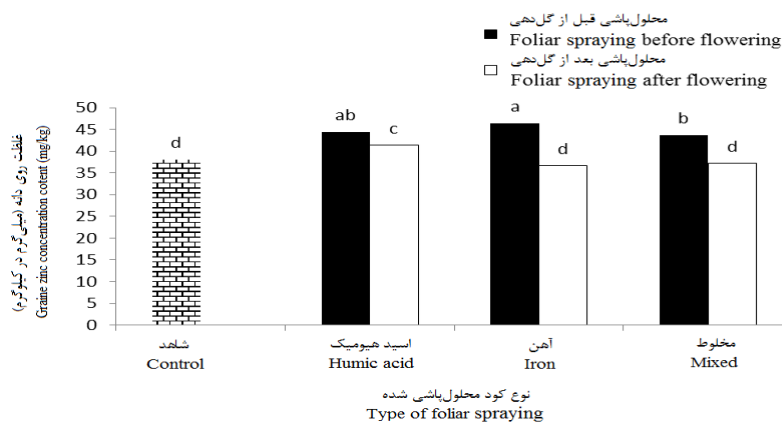 محلول‌پاشی قبل از گل‌دهی
Foliar spraying before flowering
محلول‌پاشی بعد از گل‌دهی
Foliar spraying after flowering
غلظت روی دانه (میلی‌گرم در کیلوگرم)
Graine zinc concentration cotent (mg/kg)
50
45
40
35
30
25
20
15
10
5
0
d
ab
c
a
d
b
d
شاهد
Control
اسید هیومیک
Humic acid
آهن
Iron
مخلوط
Mixed
نوع کود محلول‌پاشی شده
Type of foliar spraying